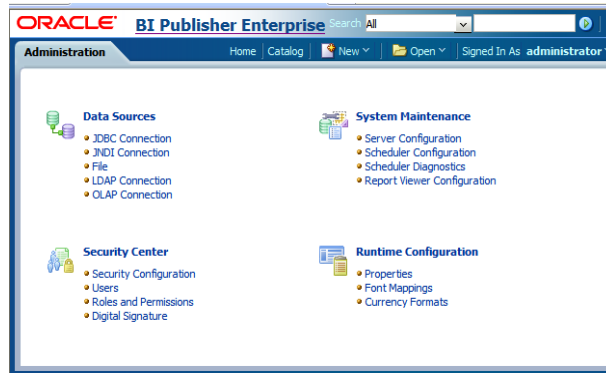 ORACLE BI Publisher Enterprise Search All
Administration Home Catalog New Open Signed In As administrator
Data Sources
JDBC Connection
JNDI Connection
File
LDAP Connection
OLAP Connection
System Maintenance
Server Configuration
Scheduler Configuration
Scheduler Diagnostics
Report Viewer Configuration
Security Center
Security Configuration
Users
Roles and Permissions
Digital Signature
Runtime Configuration
Properties
Font Mappings
Currency Formats